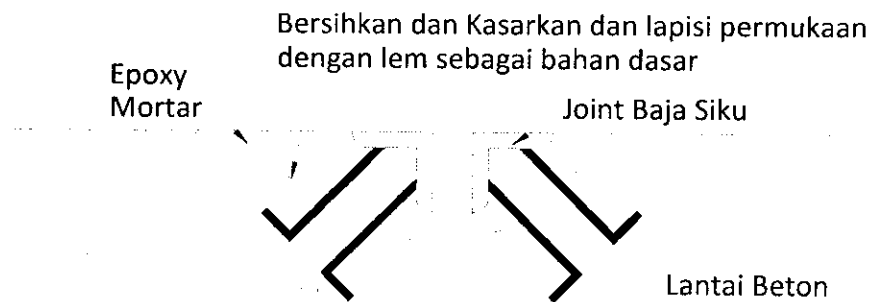 Bersihkan dan Kasarkan dan lapisi permukaan
dengan lem sebagai bahan dasar
Epoxy
Mortar
Joint Baja Siku
Lantai Beton